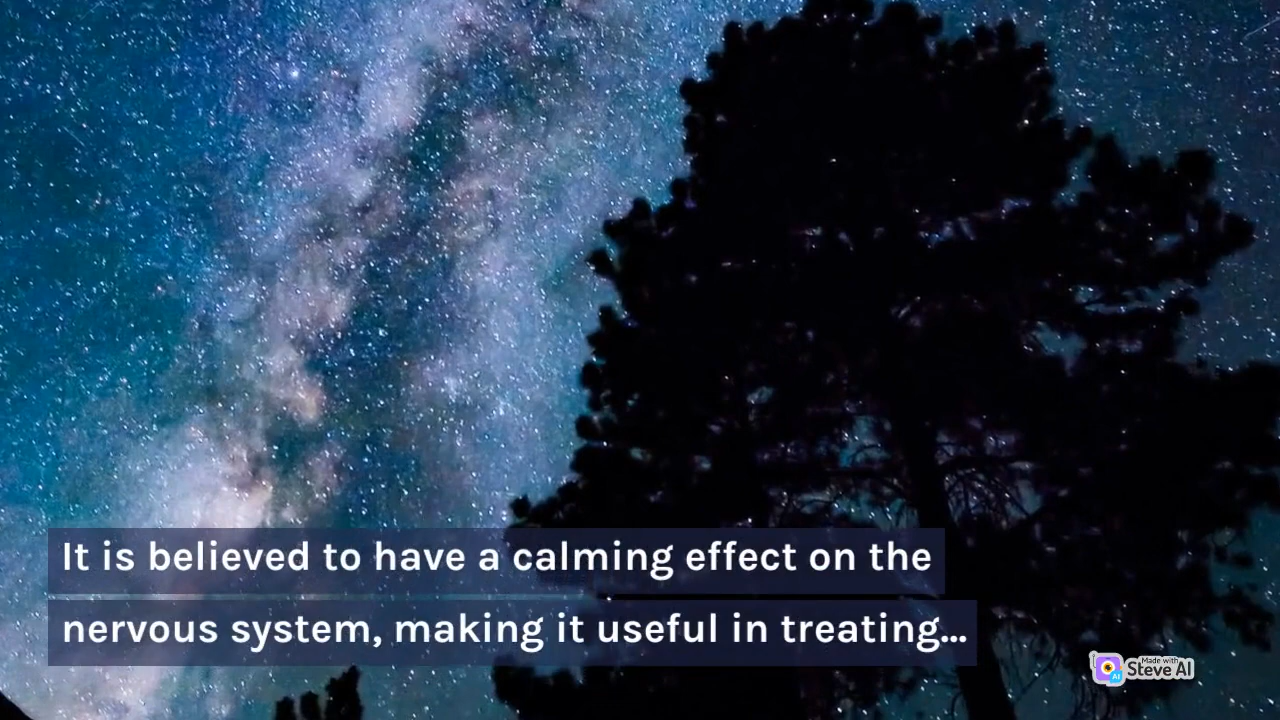 It is believed to have a calming effect on the
nervous system, making it useful in treating...
Made with
Steve AI
AI